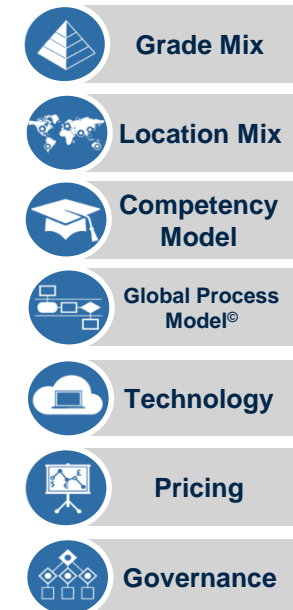 Grade Mix
Location Mix
Competency
Model
Global Process
Model©
Technology
Pricing
Governance